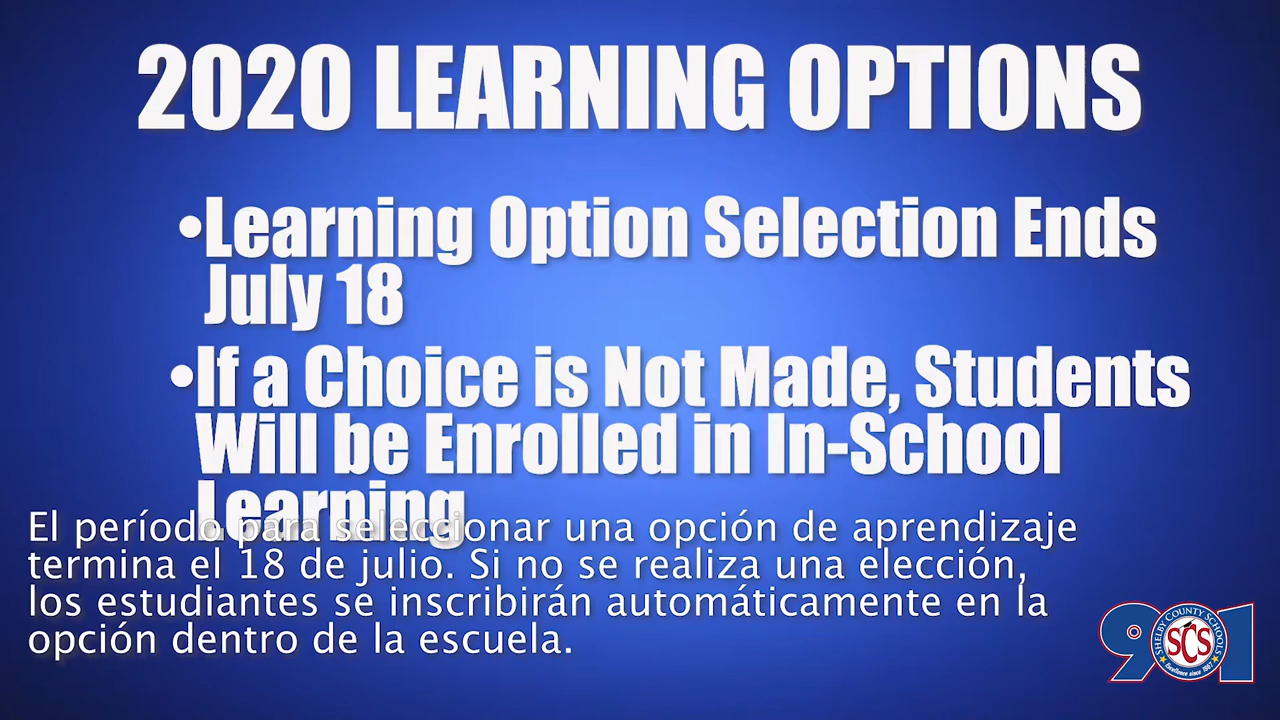 2020 LEARNING OPTIONS
•Learning Option Selection Ends
July 18
•If a Choice is Not Made, Students
Will be Enrolled in In-School
Learning
El período para seleccionar una opción de aprendizaje
termina el 18 de julio. Si no se realiza una elección,
los estudiantes se inscribirán automáticamente en la
opción dentro de la escuela.
901
SHELBY COUNTY SCHOOLS
SCS
Excellence since 1867